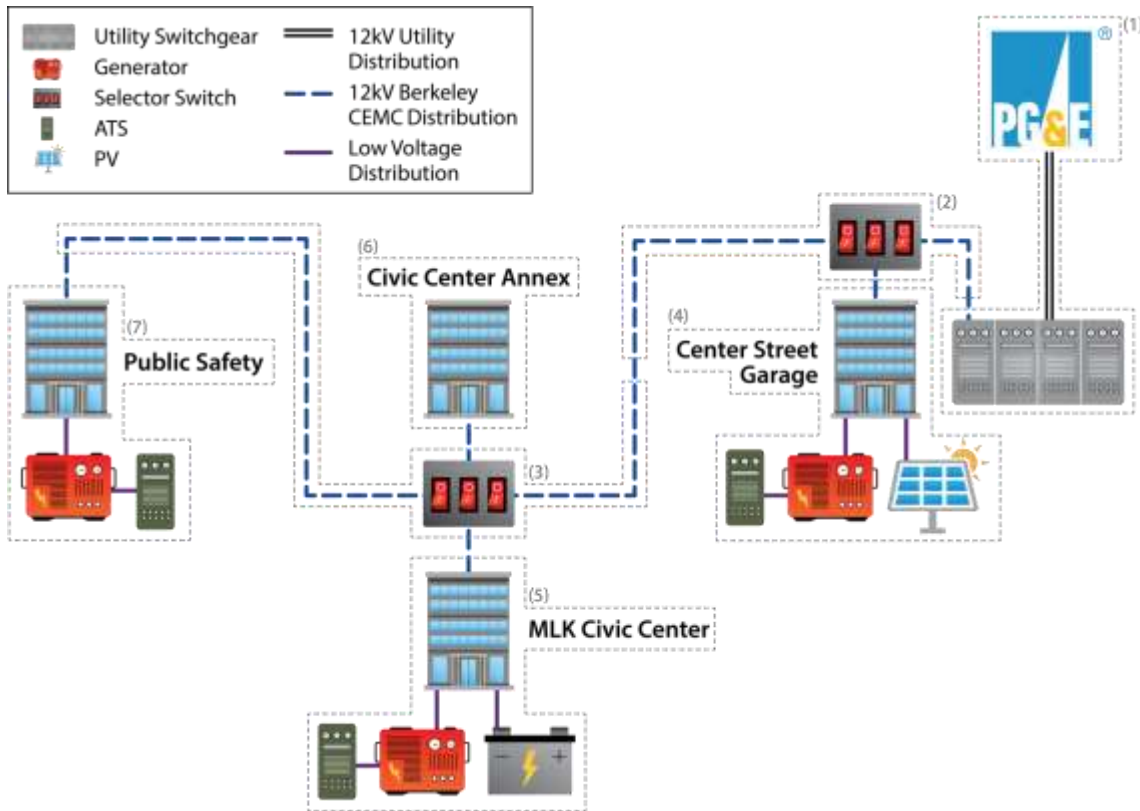 Utility Switchgear
Generator
Selector Switch
ATS
PV
12kV Utility
Distribution
12kV Berkeley
CEMC Distribution
Low Voltage
Distribution
(1)
PG&E
®
(2)
(6)
Civic Center Annex
(7)
Public Safety
(4)
Center Street
Garage
(3)
(5)
MLK Civic Center